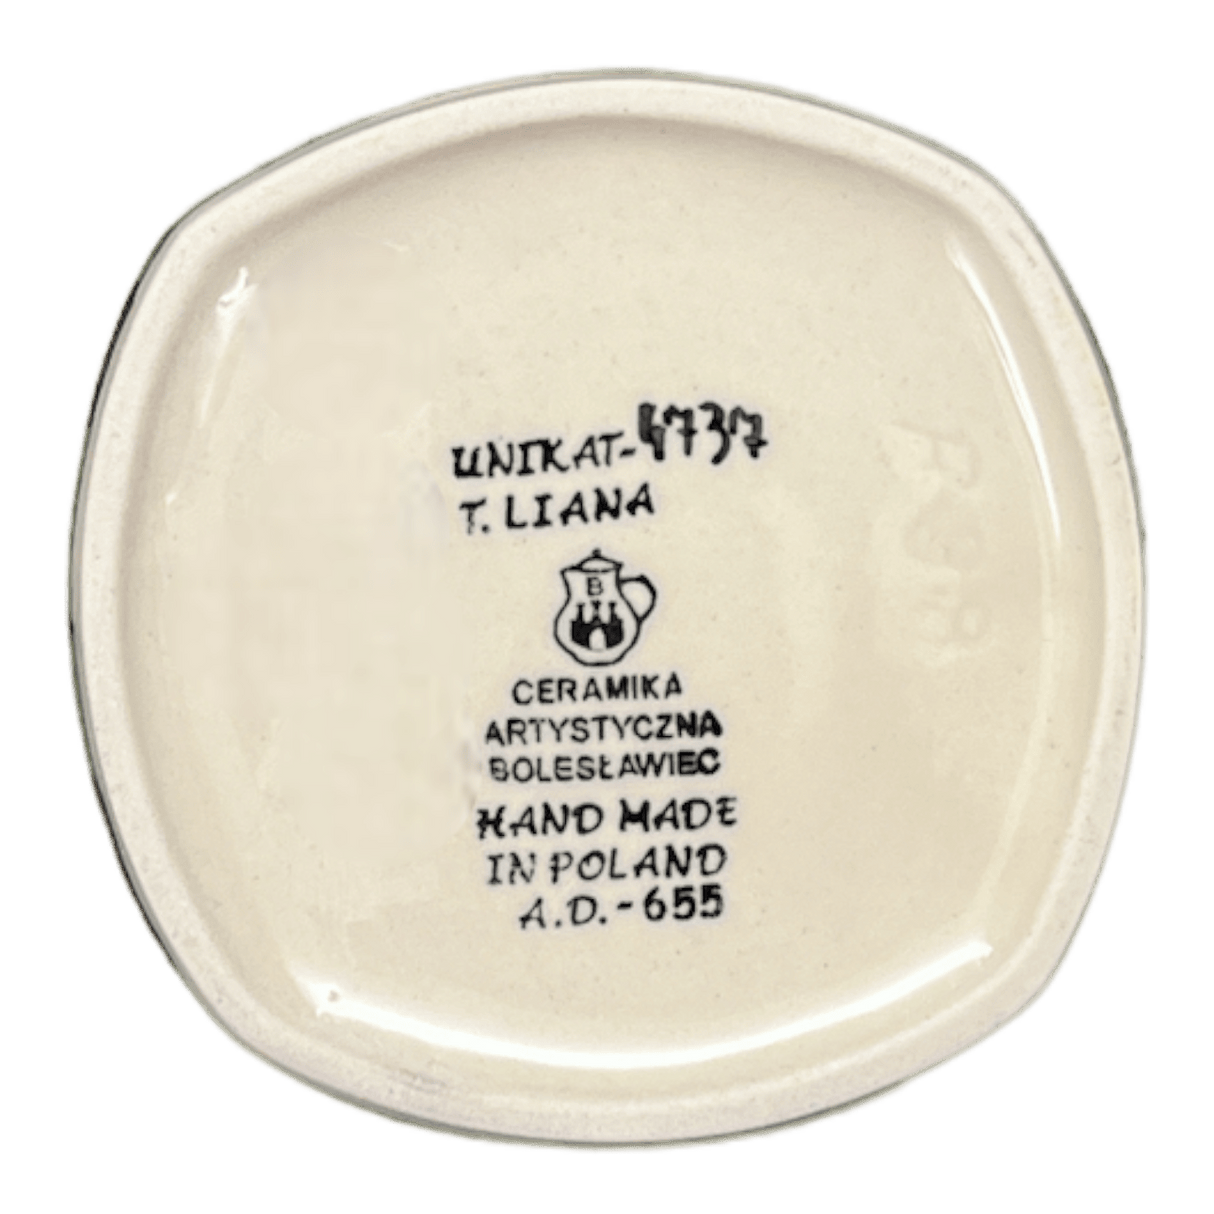 UNIKAT-4737
T. LIANA
B
CERAMIKA
ARTYSTYCZNA
BOLESŁAWIEC
HAND MADE
IN POLAND
A.D.-655